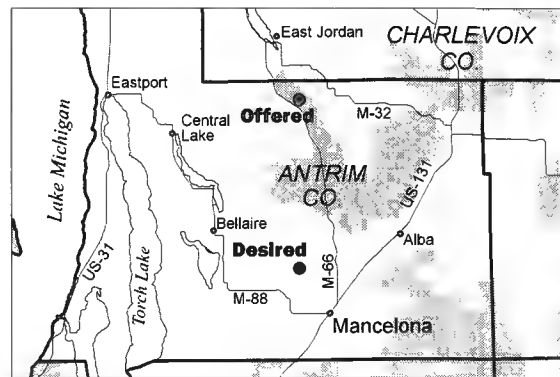 East Jordan
CHARLEVOIX
CO
Eastport
Offered
M-32
Central
Lake
Lake Michigan
ANTRIM
CO
US-131
Bellaire
Desired
Alba
US-31
Torch Lake
M-66
M-88
Mancelona